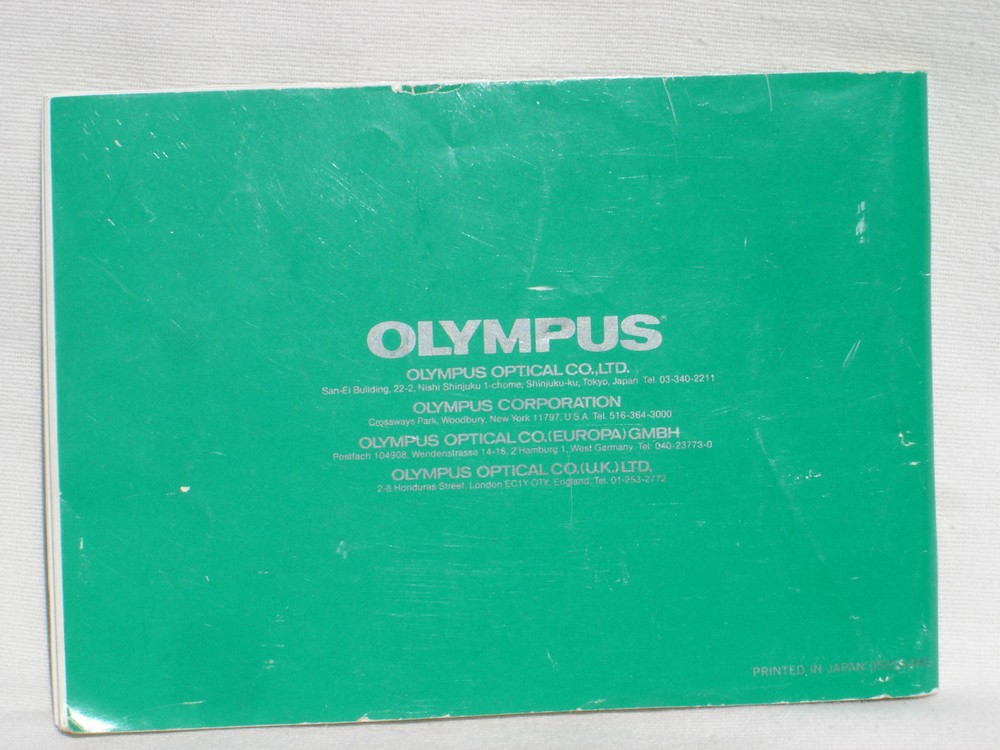 OLYMPUS®
OLYMPUS OPTICAL CO.,LTD.
San-Ei Building, 22-2, Nishi Shinjuku 1-chome, Shinjuku-ku, Tokyo, Japan Tel. 03-340-2211
OLYMPUS CORPORATION
Crossways Park, Woodbury, New York 11797, U.S.A. Tel. 516-364-3000
OLYMPUS OPTICAL CO.(EUROPA) GMBH
Postfach 104908, Wendenstrasse 14-16, 2 Hamburg 1, West Germany. Tel. 040-23773-0
OLYMPUS OPTICAL CO.(U.K.) LTD.
2-8 Honduras Street, London EC1Y OTX, England, Tel. 01-253-2772
PRINTED IN JAPAN